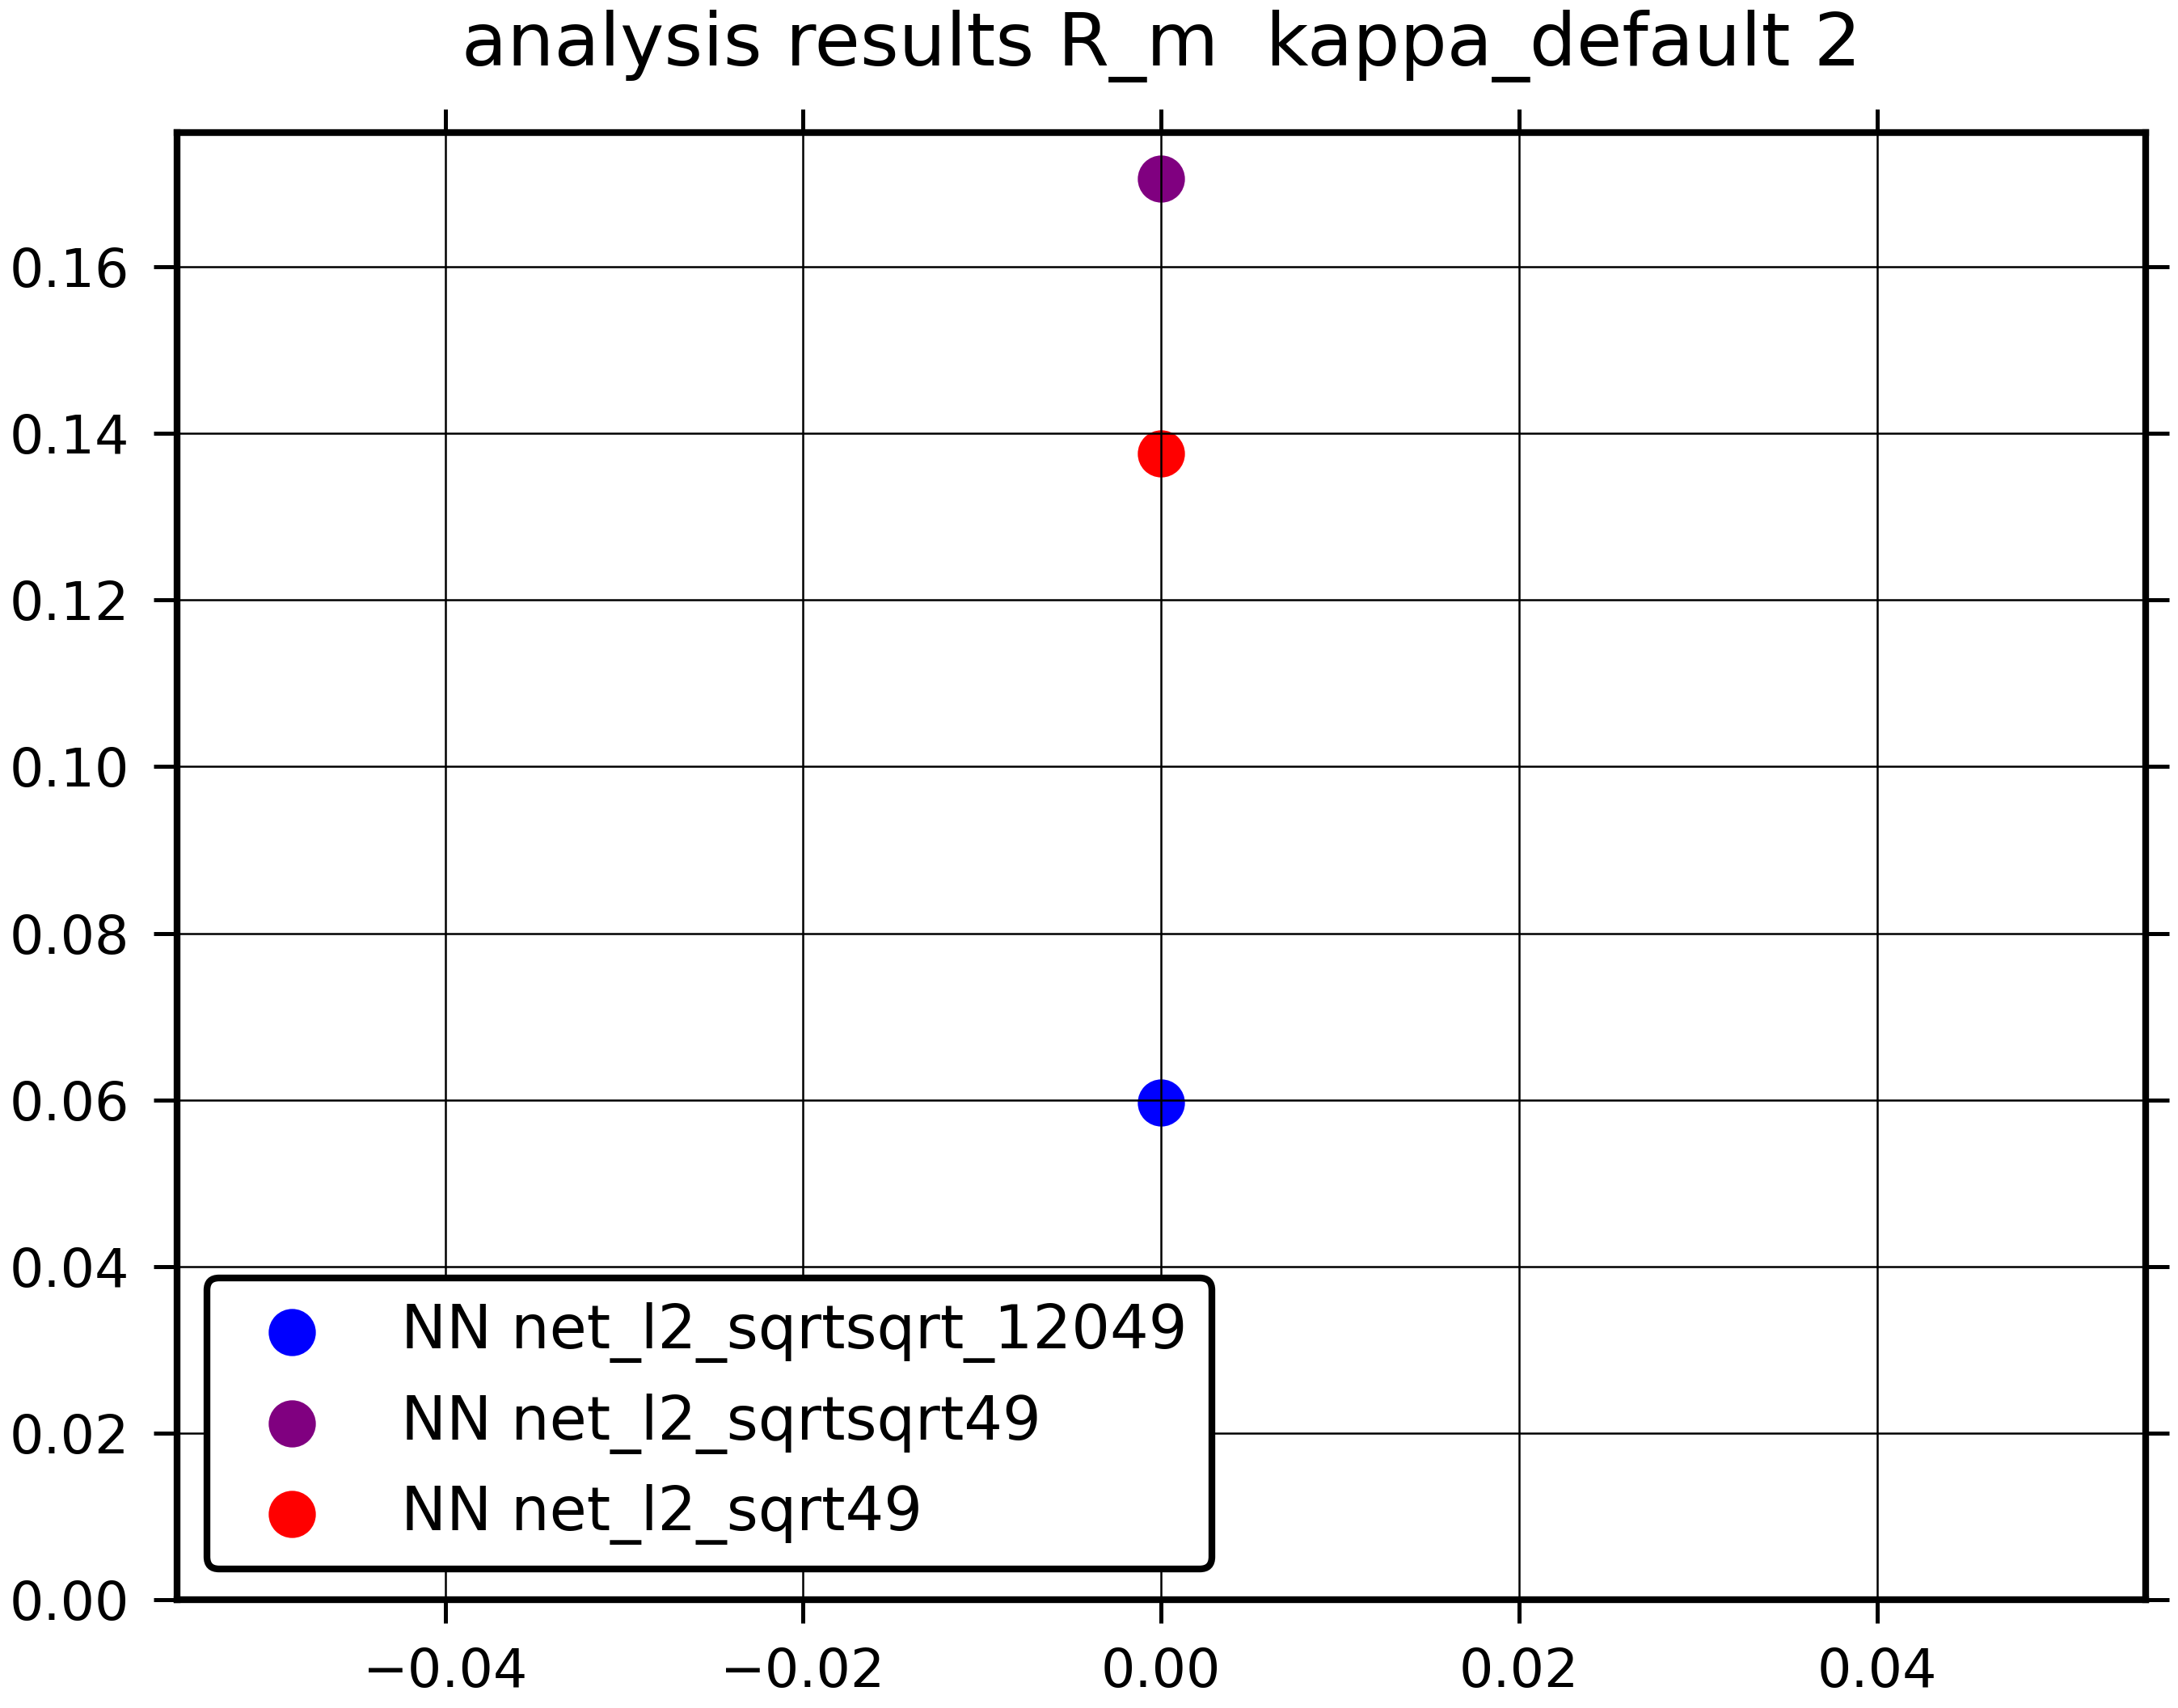 analysis results R_m kappa_default 2
0.16
0.14
0.12
0.10
0.08
0.06
0.04
0.02
0.00
NN net_l2_sqrtsqrt_12049
NN net_l2_sqrtsqrt49
NN net_l2_sqrt49
−0.04 −0.02 0.00 0.02 0.04